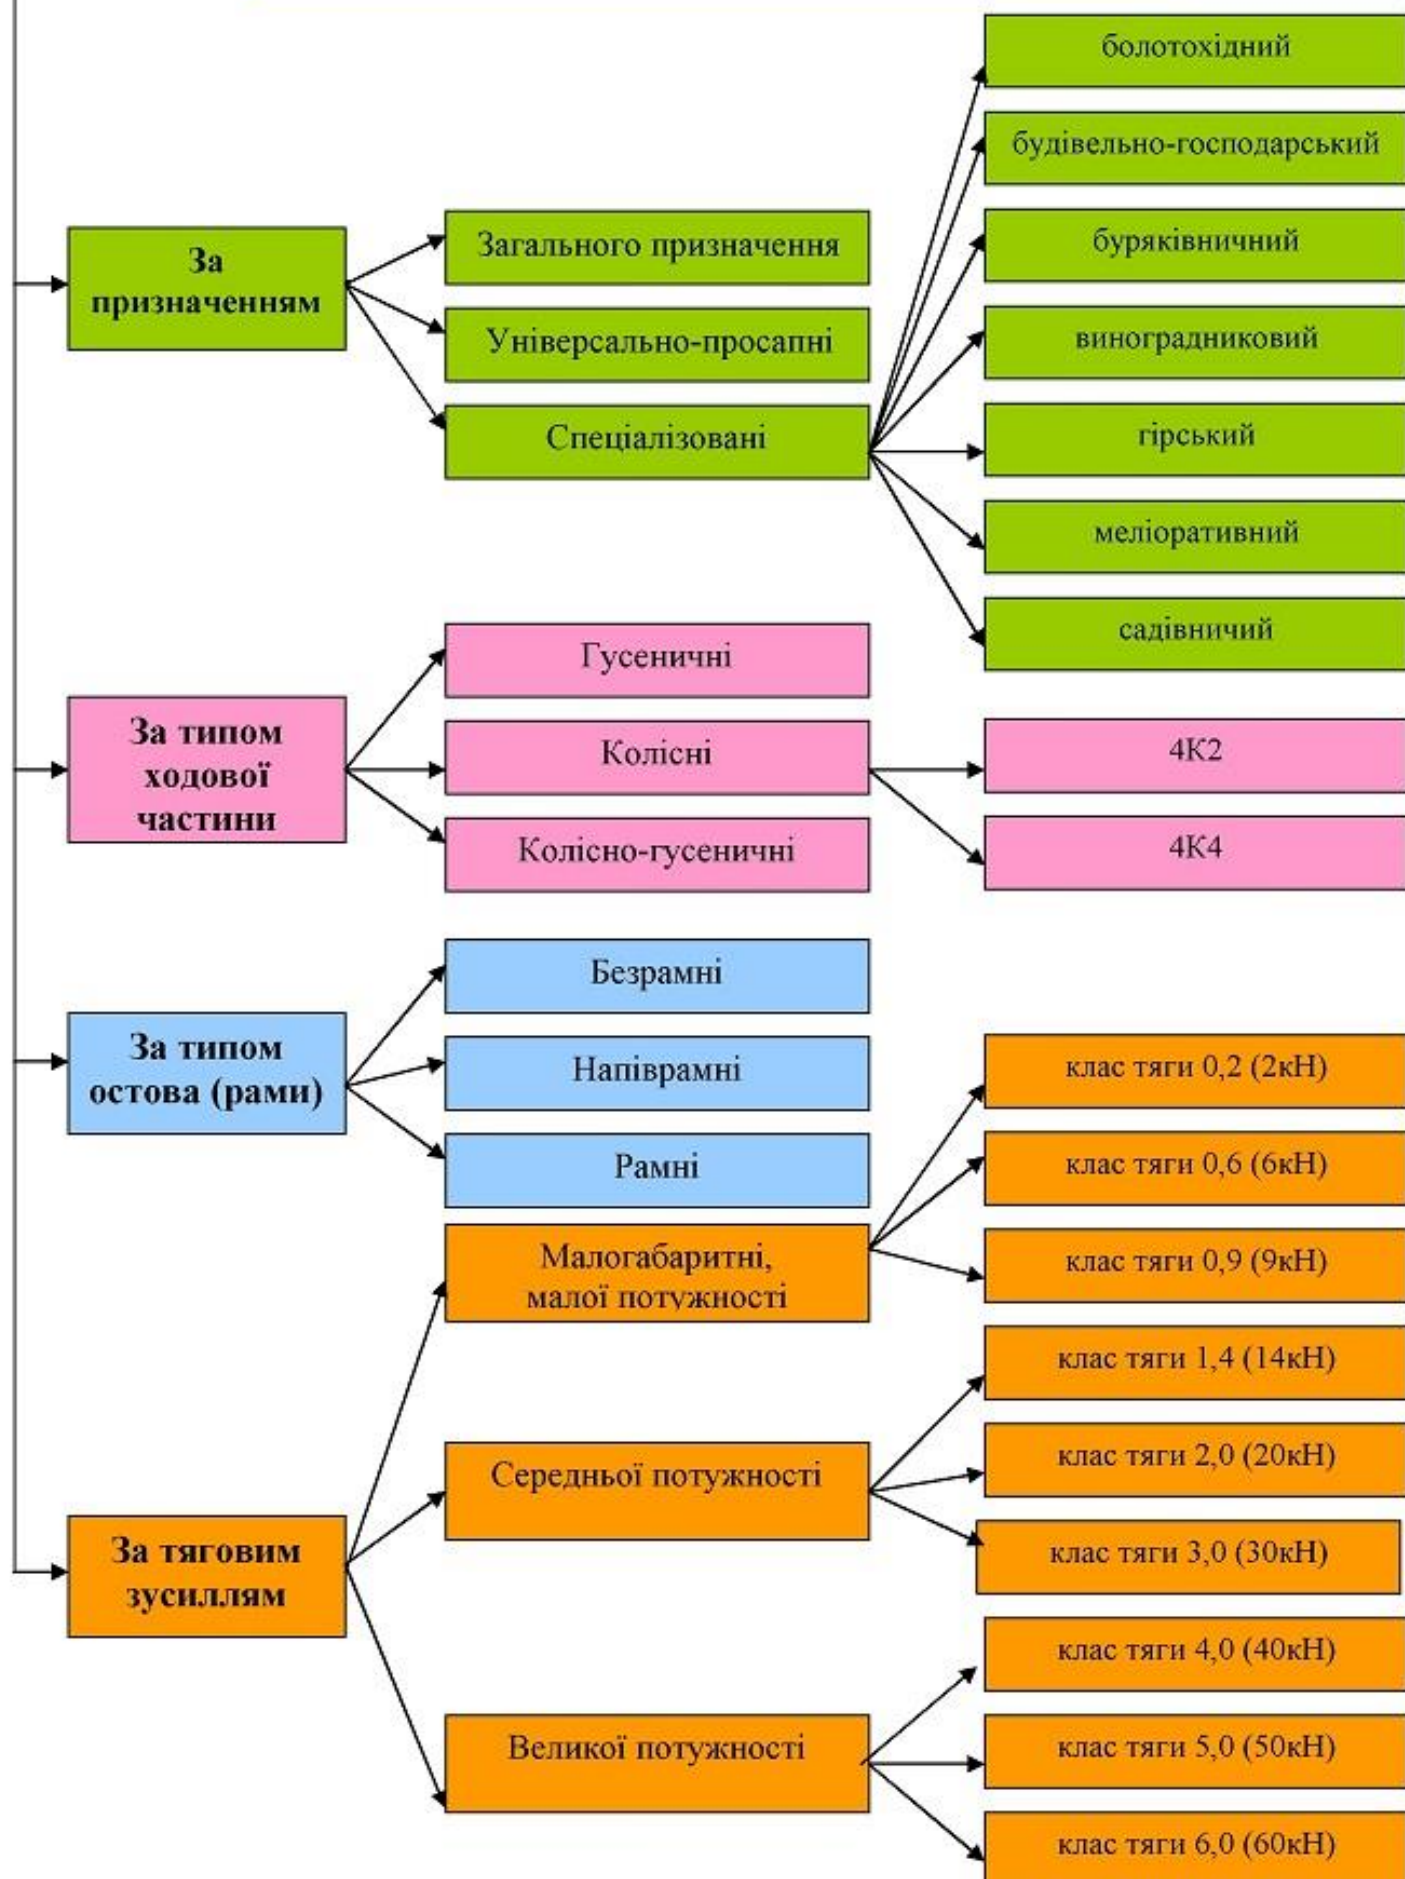 За
призначенням
Загального призначення
Універсально-просапні
Спеціалізовані
болотохідний
будівельно-господарський
буряківничний
виноградниковий
гірський
меліоративний
садівничий
За типом
ходової
частини
Гусеничні
Колісні
Колісно-гусеничні
4К2
4К4
За типом
остова (рами)
Безрамні
Напіврамні
Рамні
За тяговим
зусиллям
Малогабаритні,
малої потужності
клас тяги 0,2 (2кН)
клас тяги 0,6 (6кН)
клас тяги 0,9 (9кН)
Середньої потужності
клас тяги 1,4 (14кН)
клас тяги 2,0 (20кН)
клас тяги 3,0 (30кН)
Великої потужності
клас тяги 4,0 (40кН)
клас тяги 5,0 (50кН)
клас тяги 6,0 (60кН)